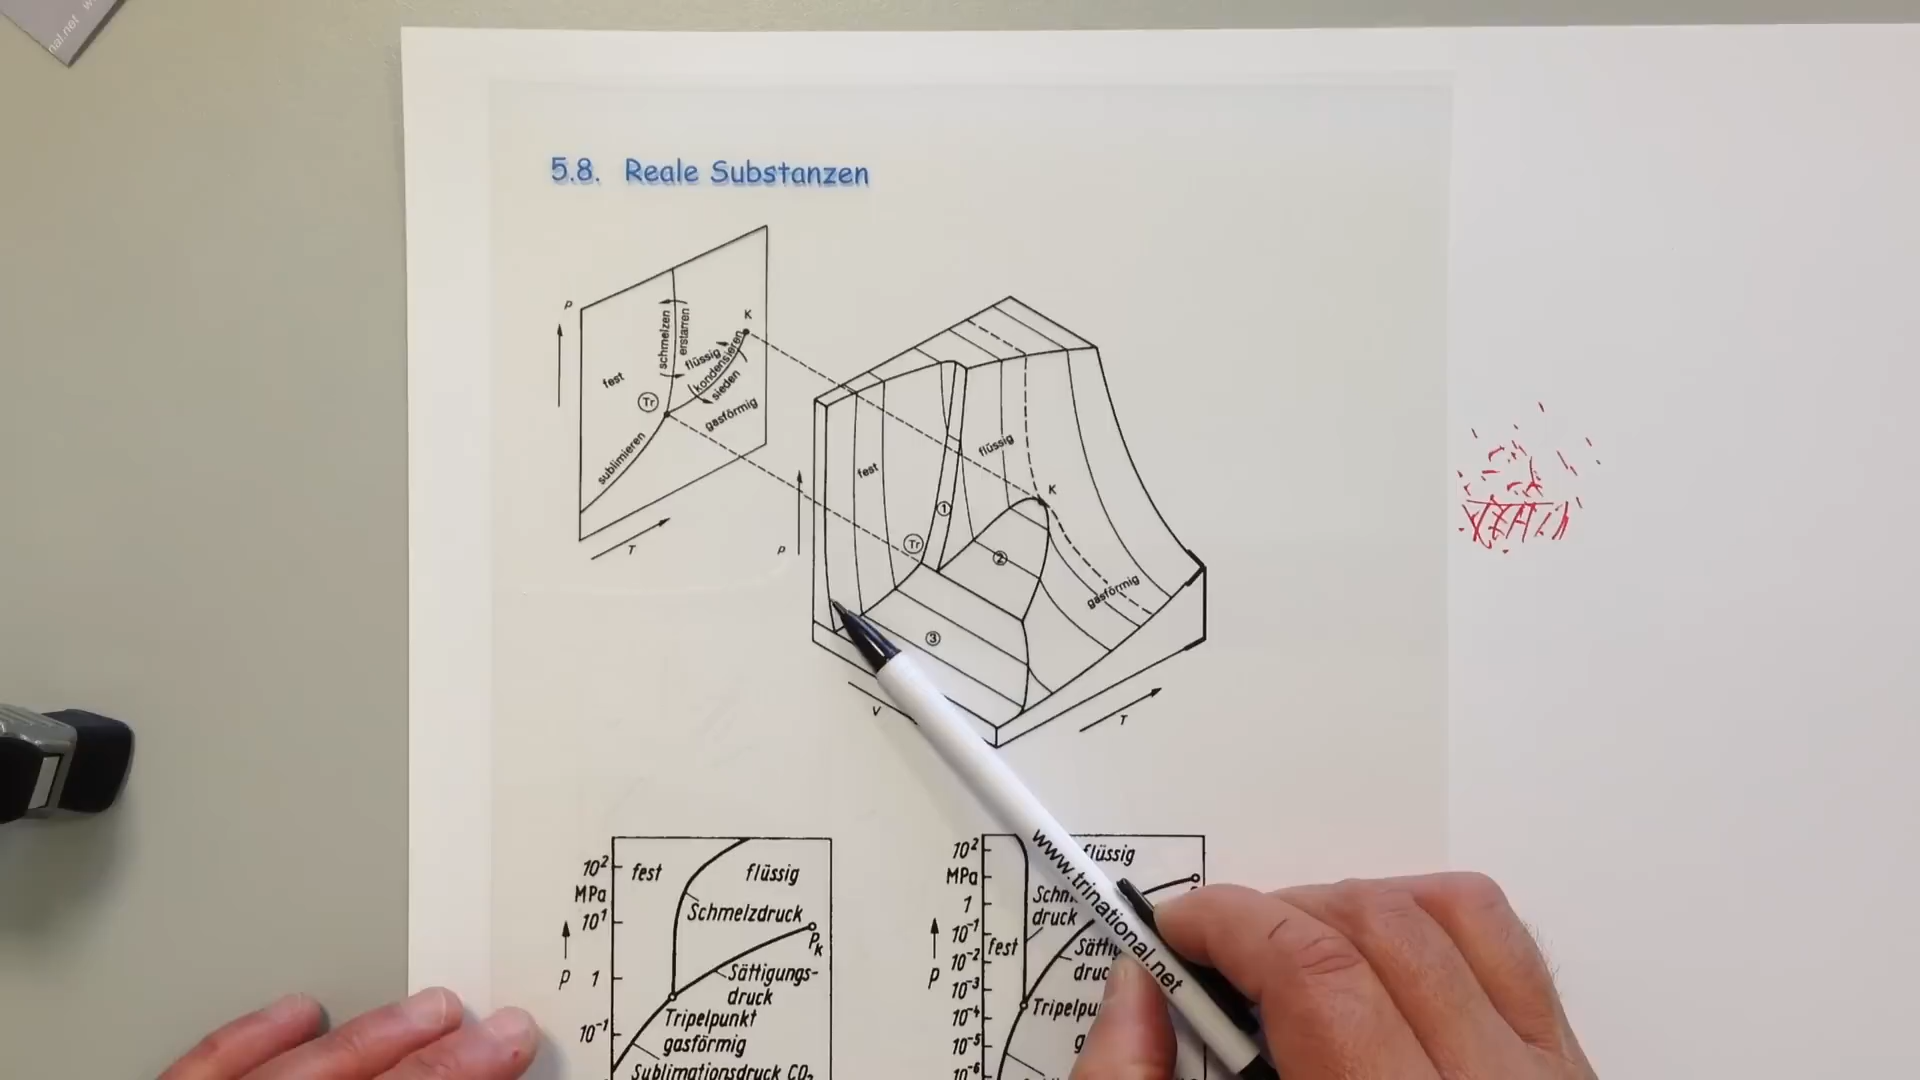 5.8. Reale Substanzen
p
schmelzen
erstarren
K
flüssig
kondensieren
sieden
fest
Tr
gasförmig
sublimieren
T
p
fest
flüssig
K
1
Tr
2
gasförmig
3
V
T
10²
MPa
10¹
p
1
10⁻¹
fest
flüssig
Schmelzdruck
Pk
Sättigungs-
druck
Tripelpunkt
gasförmig
Sublimationsdruck CO₂
10²
MPa
1
10⁻¹
10⁻²
p
10⁻³
10⁻⁴
10⁻⁵
10⁻⁶
flüssig
druck
fest
www.trinational.net